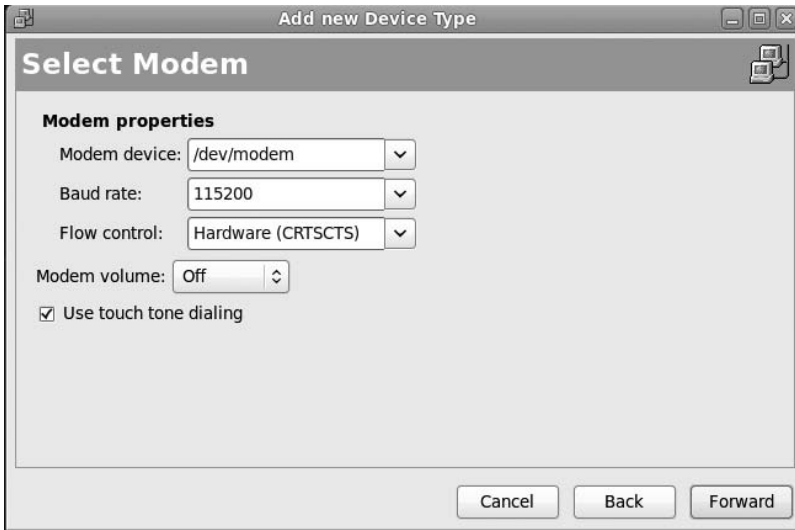 Add new Device Type
Select Modem
Modem properties
Modem device: /dev/modem
Baud rate: 115200
Flow control: Hardware (CRTSCTS)
Modem volume: Off
Use touch tone dialing
Cancel Back Forward